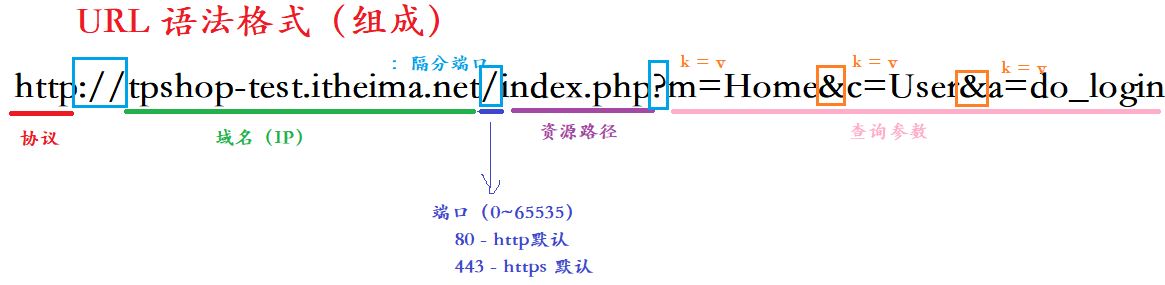 URL 语法格式（组成）
: 隔分端口
k = v
k = v
k = v
http://tpshop-test.itheima.net/index.php?m=Home&c=User&a=do_login
协议
域名（IP）
资源路径
查询参数
端口（0~65535）
80 - http默认
443 - https 默认